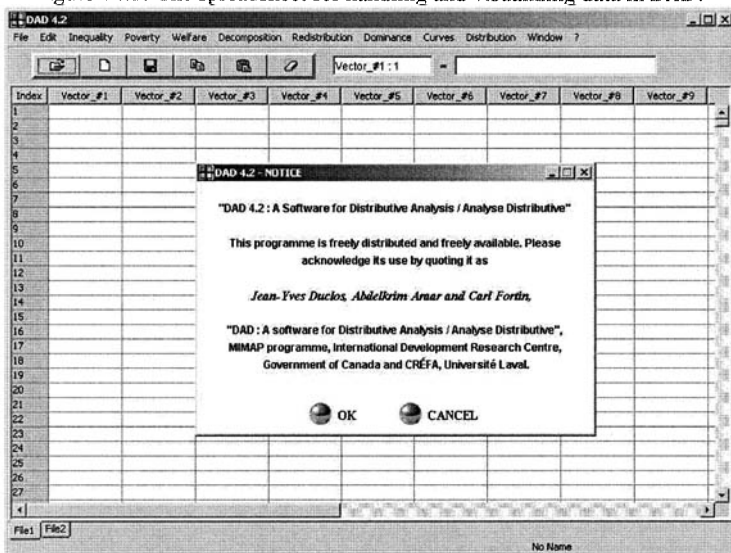 DAD 4.2
File Edit Inequality Poverty Welfare Decomposition Redistribution Dominance Curves Distribution Window ?
Vector_#1 : 1 =
Index Vector_#1 Vector_#2 Vector_#3 Vector_#4 Vector_#5 Vector_#6 Vector_#7 Vector_#8 Vector_#9
1
2
3
4
5
6
7
8
9
10
11
12
13
14
15
16
17
18
19
20
21
22
23
24
25
26
27
DAD 4.2 - NOTICE
"DAD 4.2 : A Software for Distributive Analysis / Analyse Distributive"
This programme is freely distributed and freely available. Please
acknowledge its use by quoting it as
Jean-Yves Duclos, Abdelkrim Araar and Carl Fortin,
"DAD : A software for Distributive Analysis / Analyse Distributive",
MIMAP programme, International Development Research Centre,
Government of Canada and CRÉFA, Université Laval.
OK CANCEL
File1 File2
No Name